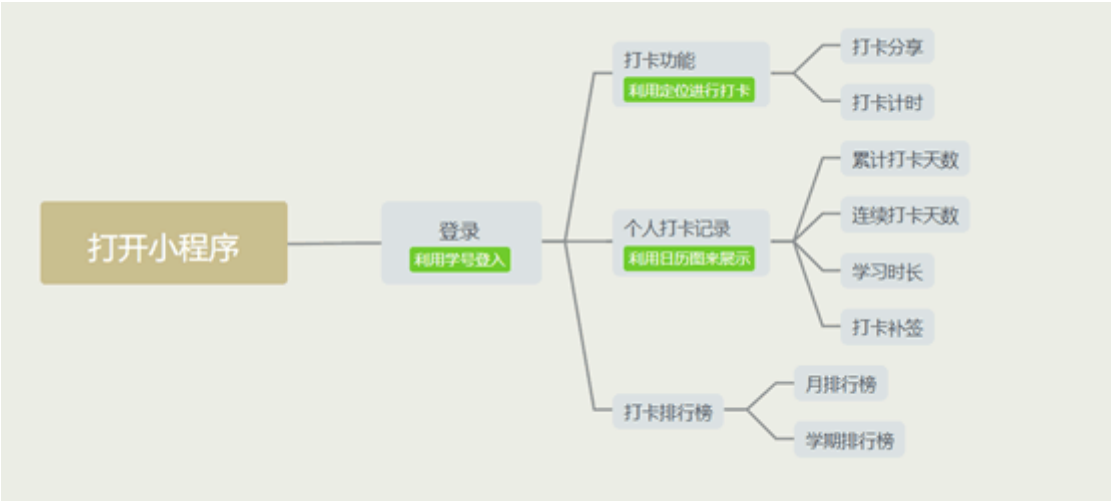 打开小程序
登录
利用学号登入
打卡功能
利用定位进行打卡
打卡分享
打卡计时
个人打卡记录
利用日历图来展示
累计打卡天数
连续打卡天数
学习时长
打卡补签
打卡排行榜
月排行榜
学期排行榜